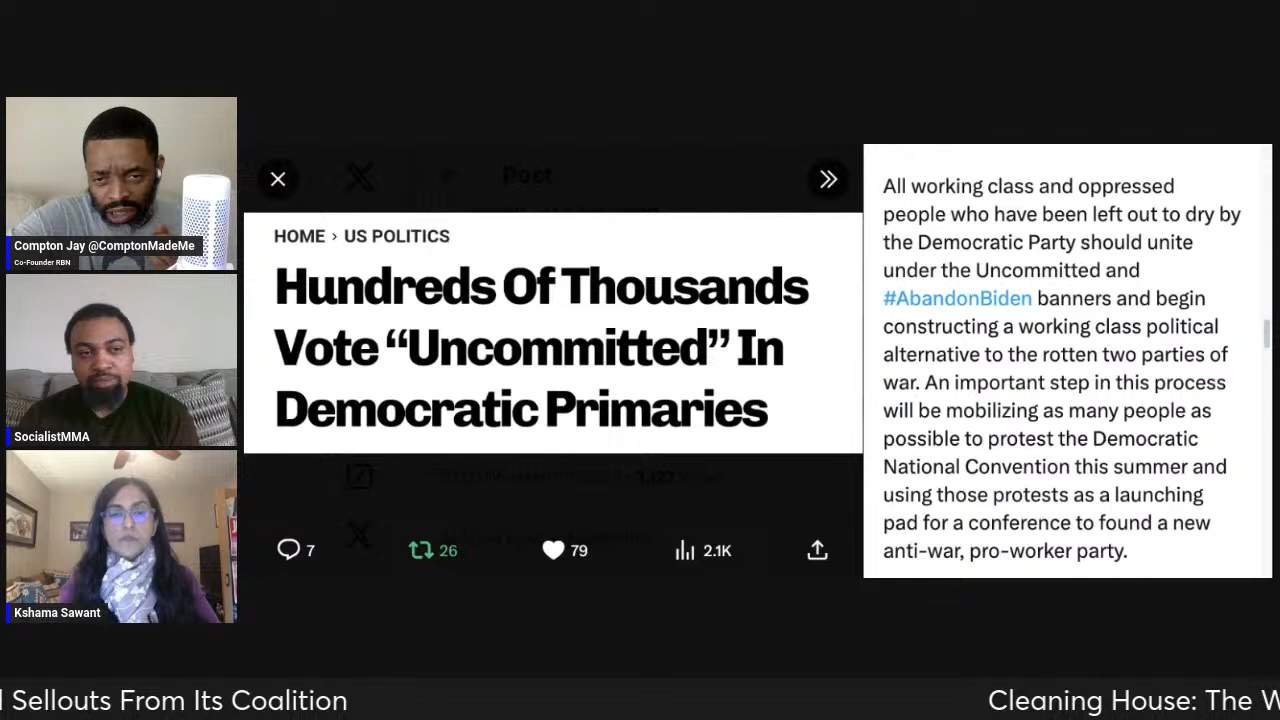 Compton Jay @ComptonMadeMe
Co-Founder RBN
SocialistMMA
Kshama Sawant
Post
HOME › US POLITICS
Hundreds Of Thousands
Vote “Uncommitted” In
Democratic Primaries
7
26
79
2.1K
All working class and oppressed
people who have been left out to dry by
the Democratic Party should unite
under the Uncommitted and
#AbandonBiden banners and begin
constructing a working class political
alternative to the rotten two parties of
war. An important step in this process
will be mobilizing as many people as
possible to protest the Democratic
National Convention this summer and
using those protests as a launching
pad for a conference to found a new
anti-war, pro-worker party.
Sellouts From Its Coalition
Cleaning House: The